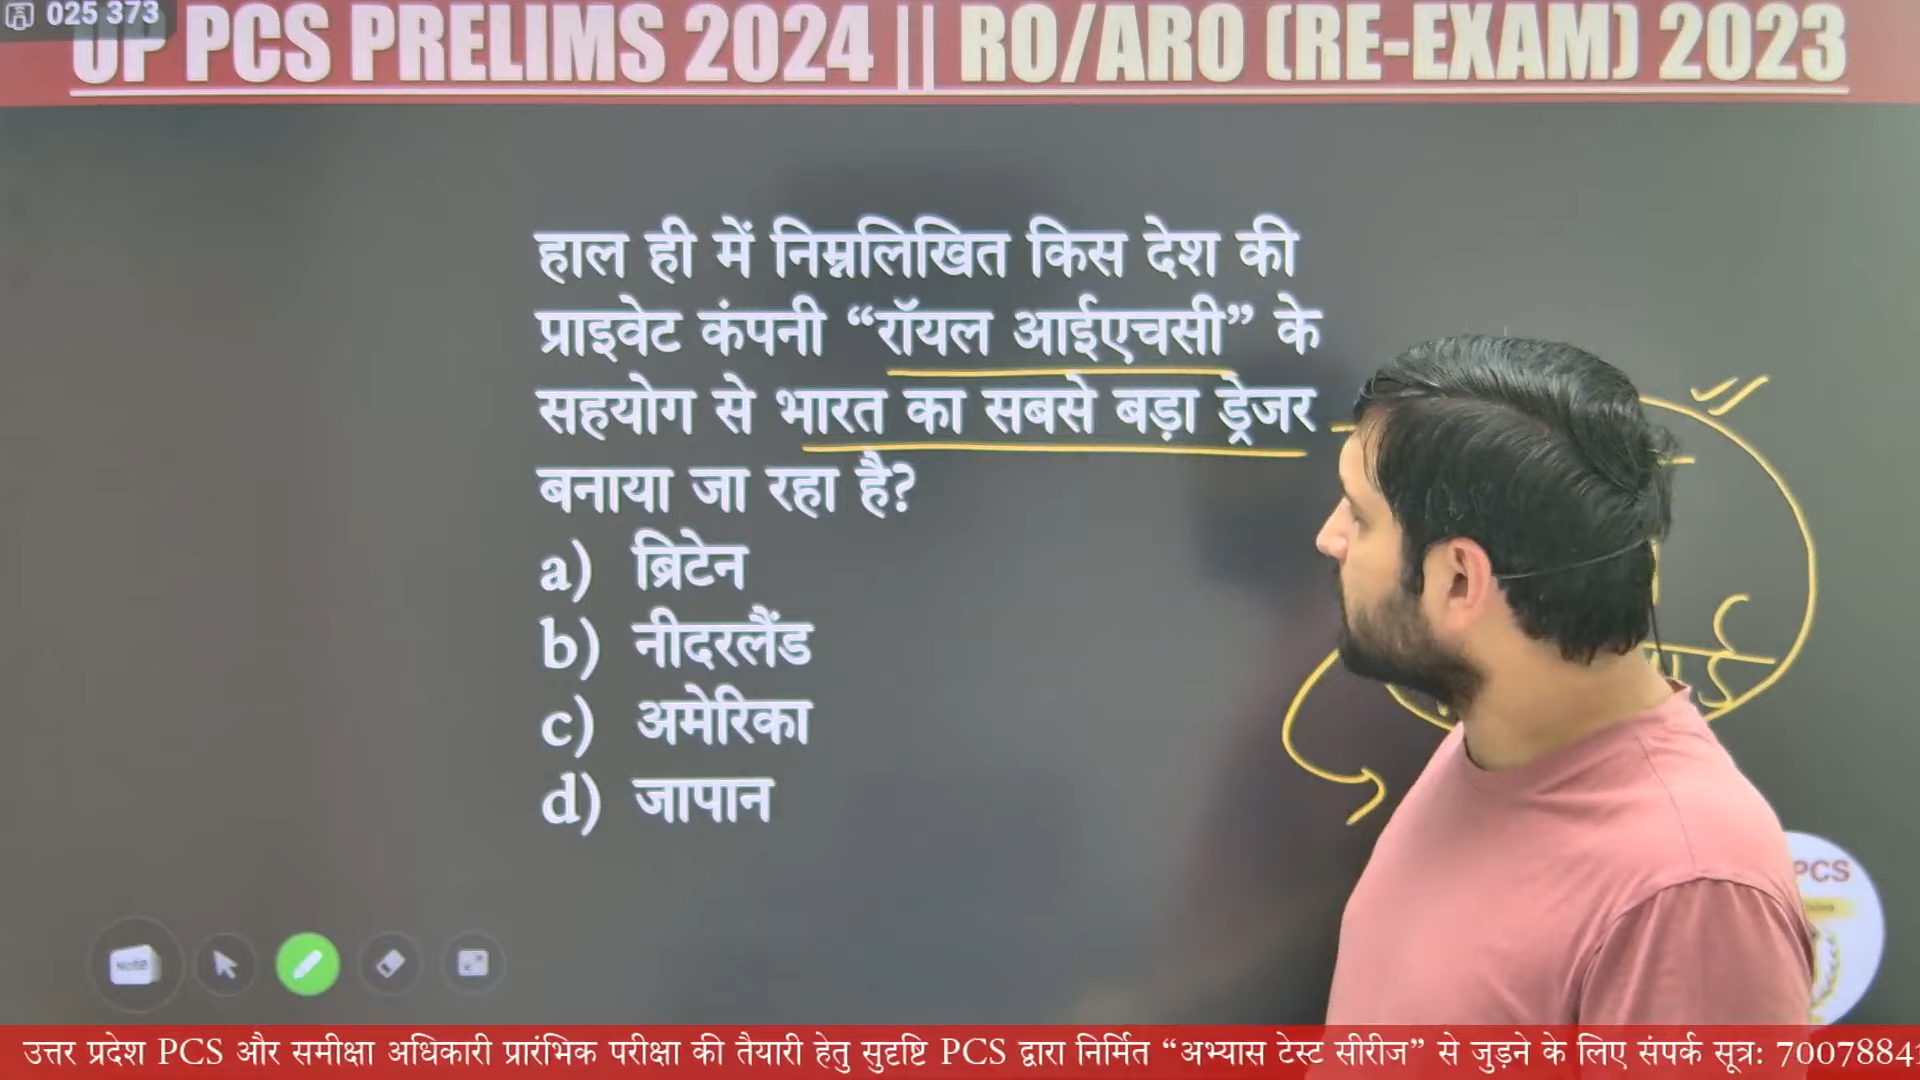 025 373
UP PCS PRELIMS 2024 || RO/ARO (RE-EXAM) 2023
हाल ही में निम्नलिखित किस देश की
प्राइवेट कंपनी “रॉयल आईएचसी” के
सहयोग से भारत का सबसे बड़ा ड्रेजर
बनाया जा रहा है?
a) ब्रिटेन
b) नीदरलैंड
c) अमेरिका
d) जापान
PCS
उत्तर प्रदेश PCS और समीक्षा अधिकारी प्रारंभिक परीक्षा की तैयारी हेतु सुदृष्टि PCS द्वारा निर्मित “अभ्यास टेस्ट सीरीज” से जुड़ने के लिए संपर्क सूत्र: 7007884